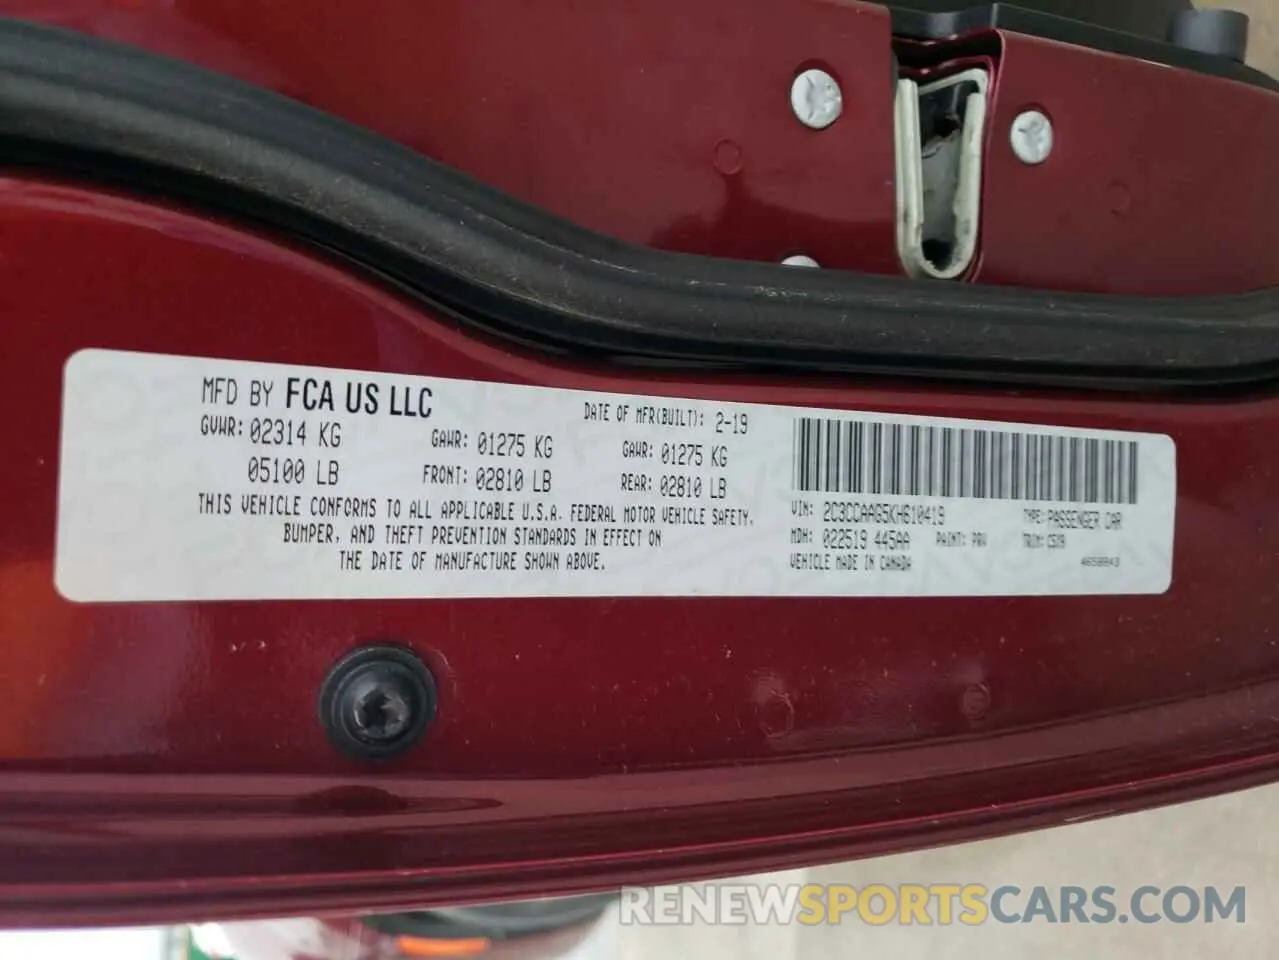 MFD BY FCA US LLC
DATE OF MFR(BUILT): 2-19
GVWR: 02314 KG
GAWR: 01275 KG
GAWR: 01275 KG
05100 LB
FRONT: 02810 LB
REAR: 02810 LB
THIS VEHICLE CONFORMS TO ALL APPLICABLE U.S.A. FEDERAL MOTOR VEHICLE SAFETY,
BUMPER, AND THEFT PREVENTION STANDARDS IN EFFECT ON
THE DATE OF MANUFACTURE SHOWN ABOVE.
VIN: 2C3CCAAG5KH610419
TYPE: PASSENGER CAR
MDH: 022519 445AA
PAINT: PRV
TRIM:
VEHICLE MADE IN CANADA
RENEWSPORTSCARS.COM